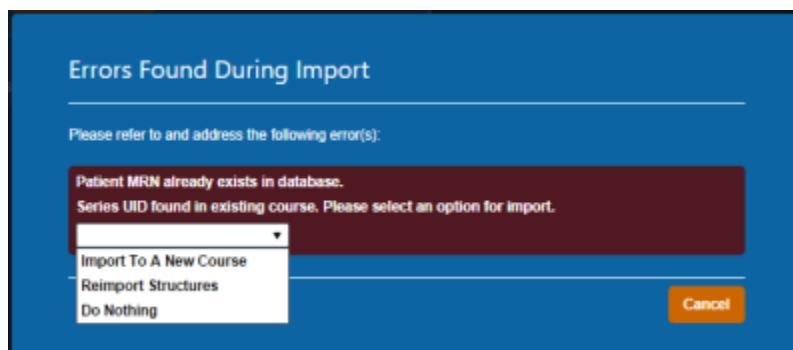 Errors Found During Import
Please refer to and address the following error(s):
Patient MRN already exists in database.
Series UID found in existing course. Please select an option for import.
Import To A New Course
Reimport Structures
Do Nothing
Cancel